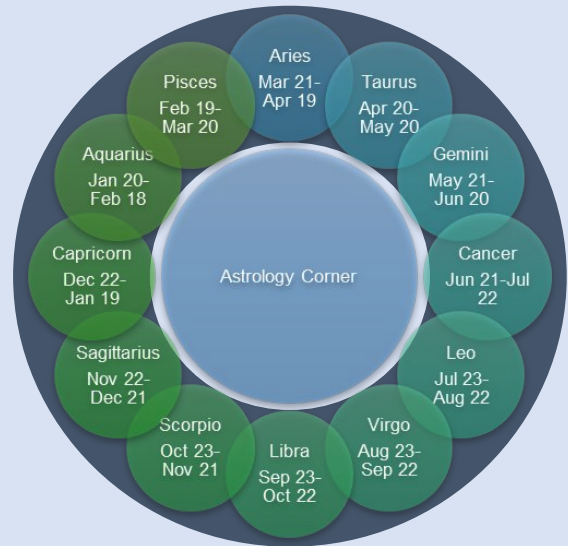 Aries
Mar 21-
Apr 19
Taurus
Apr 20-
May 20
Gemini
May 21-
Jun 20
Cancer
Jun 21-Jul
22
Leo
Jul 23-
Aug 22
Virgo
Aug 23-
Sep 22
Libra
Sep 23-
Oct 22
Scorpio
Oct 23-
Nov 21
Sagittarius
Nov 22-
Dec 21
Capricorn
Dec 22-
Jan 19
Aquarius
Jan 20-
Feb 18
Pisces
Feb 19-
Mar 20
Astrology Corner